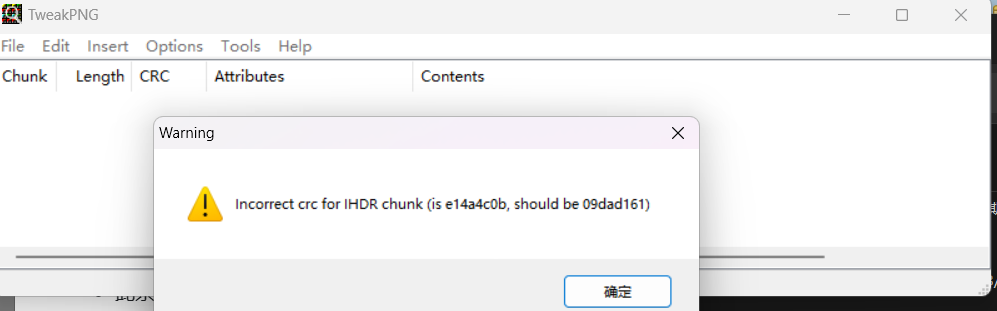 TweakPNG
File Edit Insert Options Tools Help
Chunk Length CRC Attributes Contents
Warning
Incorrect crc for IHDR chunk (is e14a4c0b, should be 09dad161)
确定